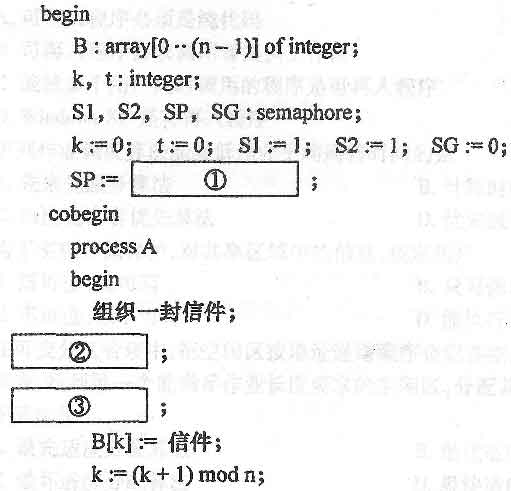 begin
B : array[0··(n−1)] of integer;
k, t : integer;
S1, S2, SP, SG : semaphore;
k := 0; t := 0; S1 := 1; S2 := 1; SG := 0;
SP := ① ;
cobegin
process A
begin
组织一封信件;
② ;
③ ;
B[k] := 信件;
k := (k+1) mod n;